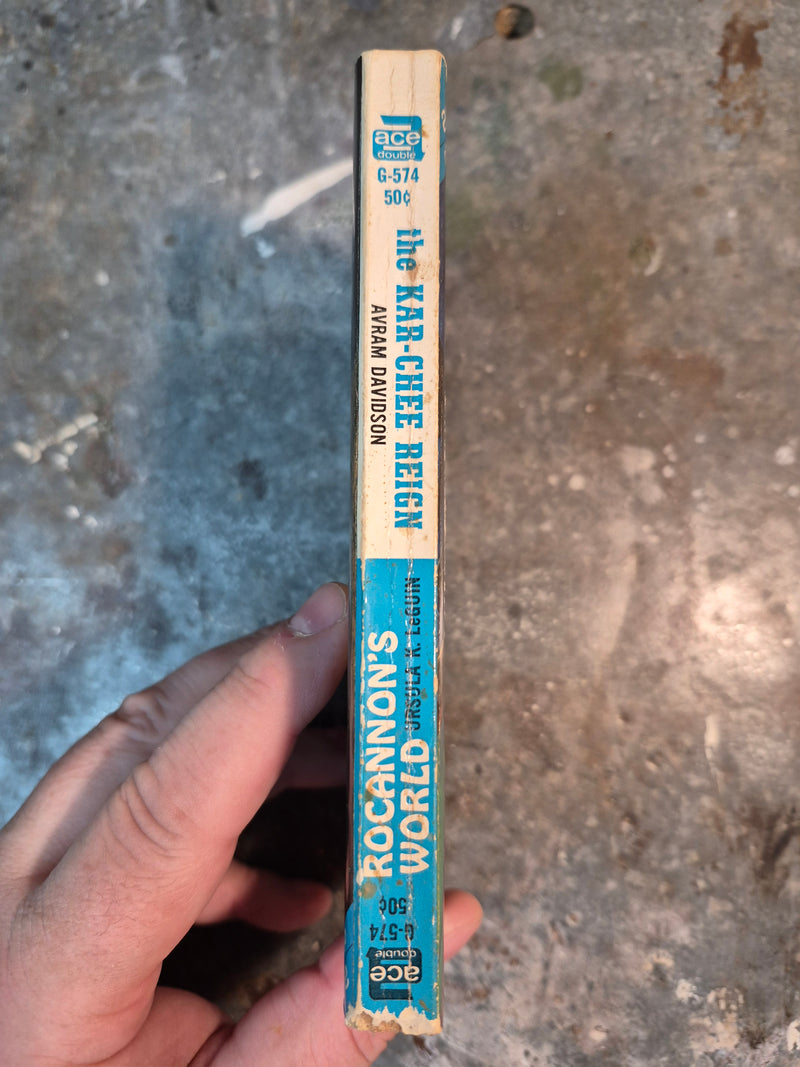 ace
double
G-574
50¢
the KAR-CHEE REIGN
AVRAM DAVIDSON
ROCANNON'S
WORLD
URSULA K. LeGUIN
50¢
G-574
double
ace